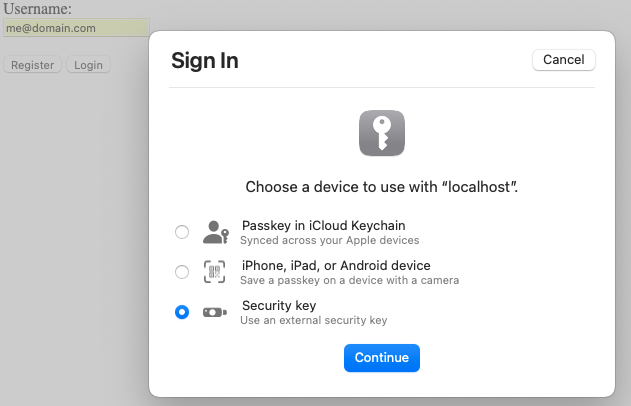 Username:
me@domain.com
Register Login
Sign In
Cancel
Choose a device to use with “localhost”.
Passkey in iCloud Keychain
Synced across your Apple devices
iPhone, iPad, or Android device
Save a passkey on a device with a camera
Security key
Use an external security key
Continue